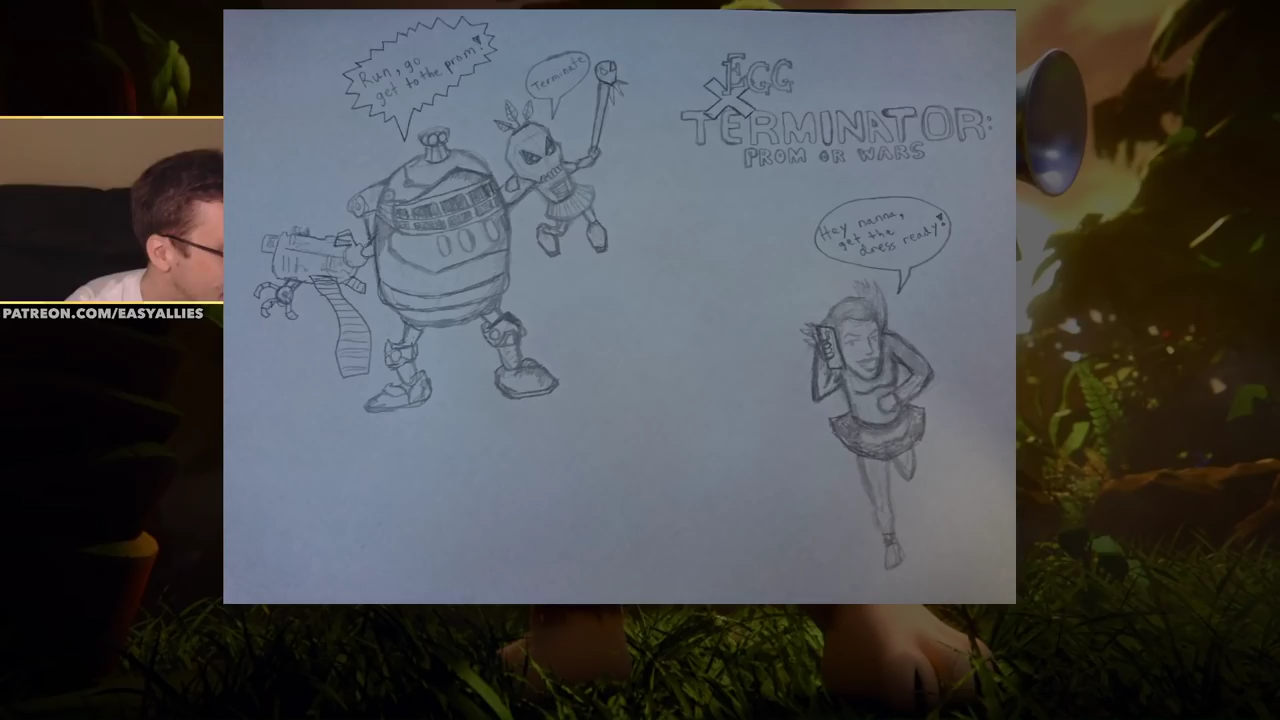 Run, go
get to the prom!
Terminate
EGG
X
TERMINATOR:
PROM OR WARS
Hey nanna,
get the
dress ready!
PATREON.COM/EASYALLIES